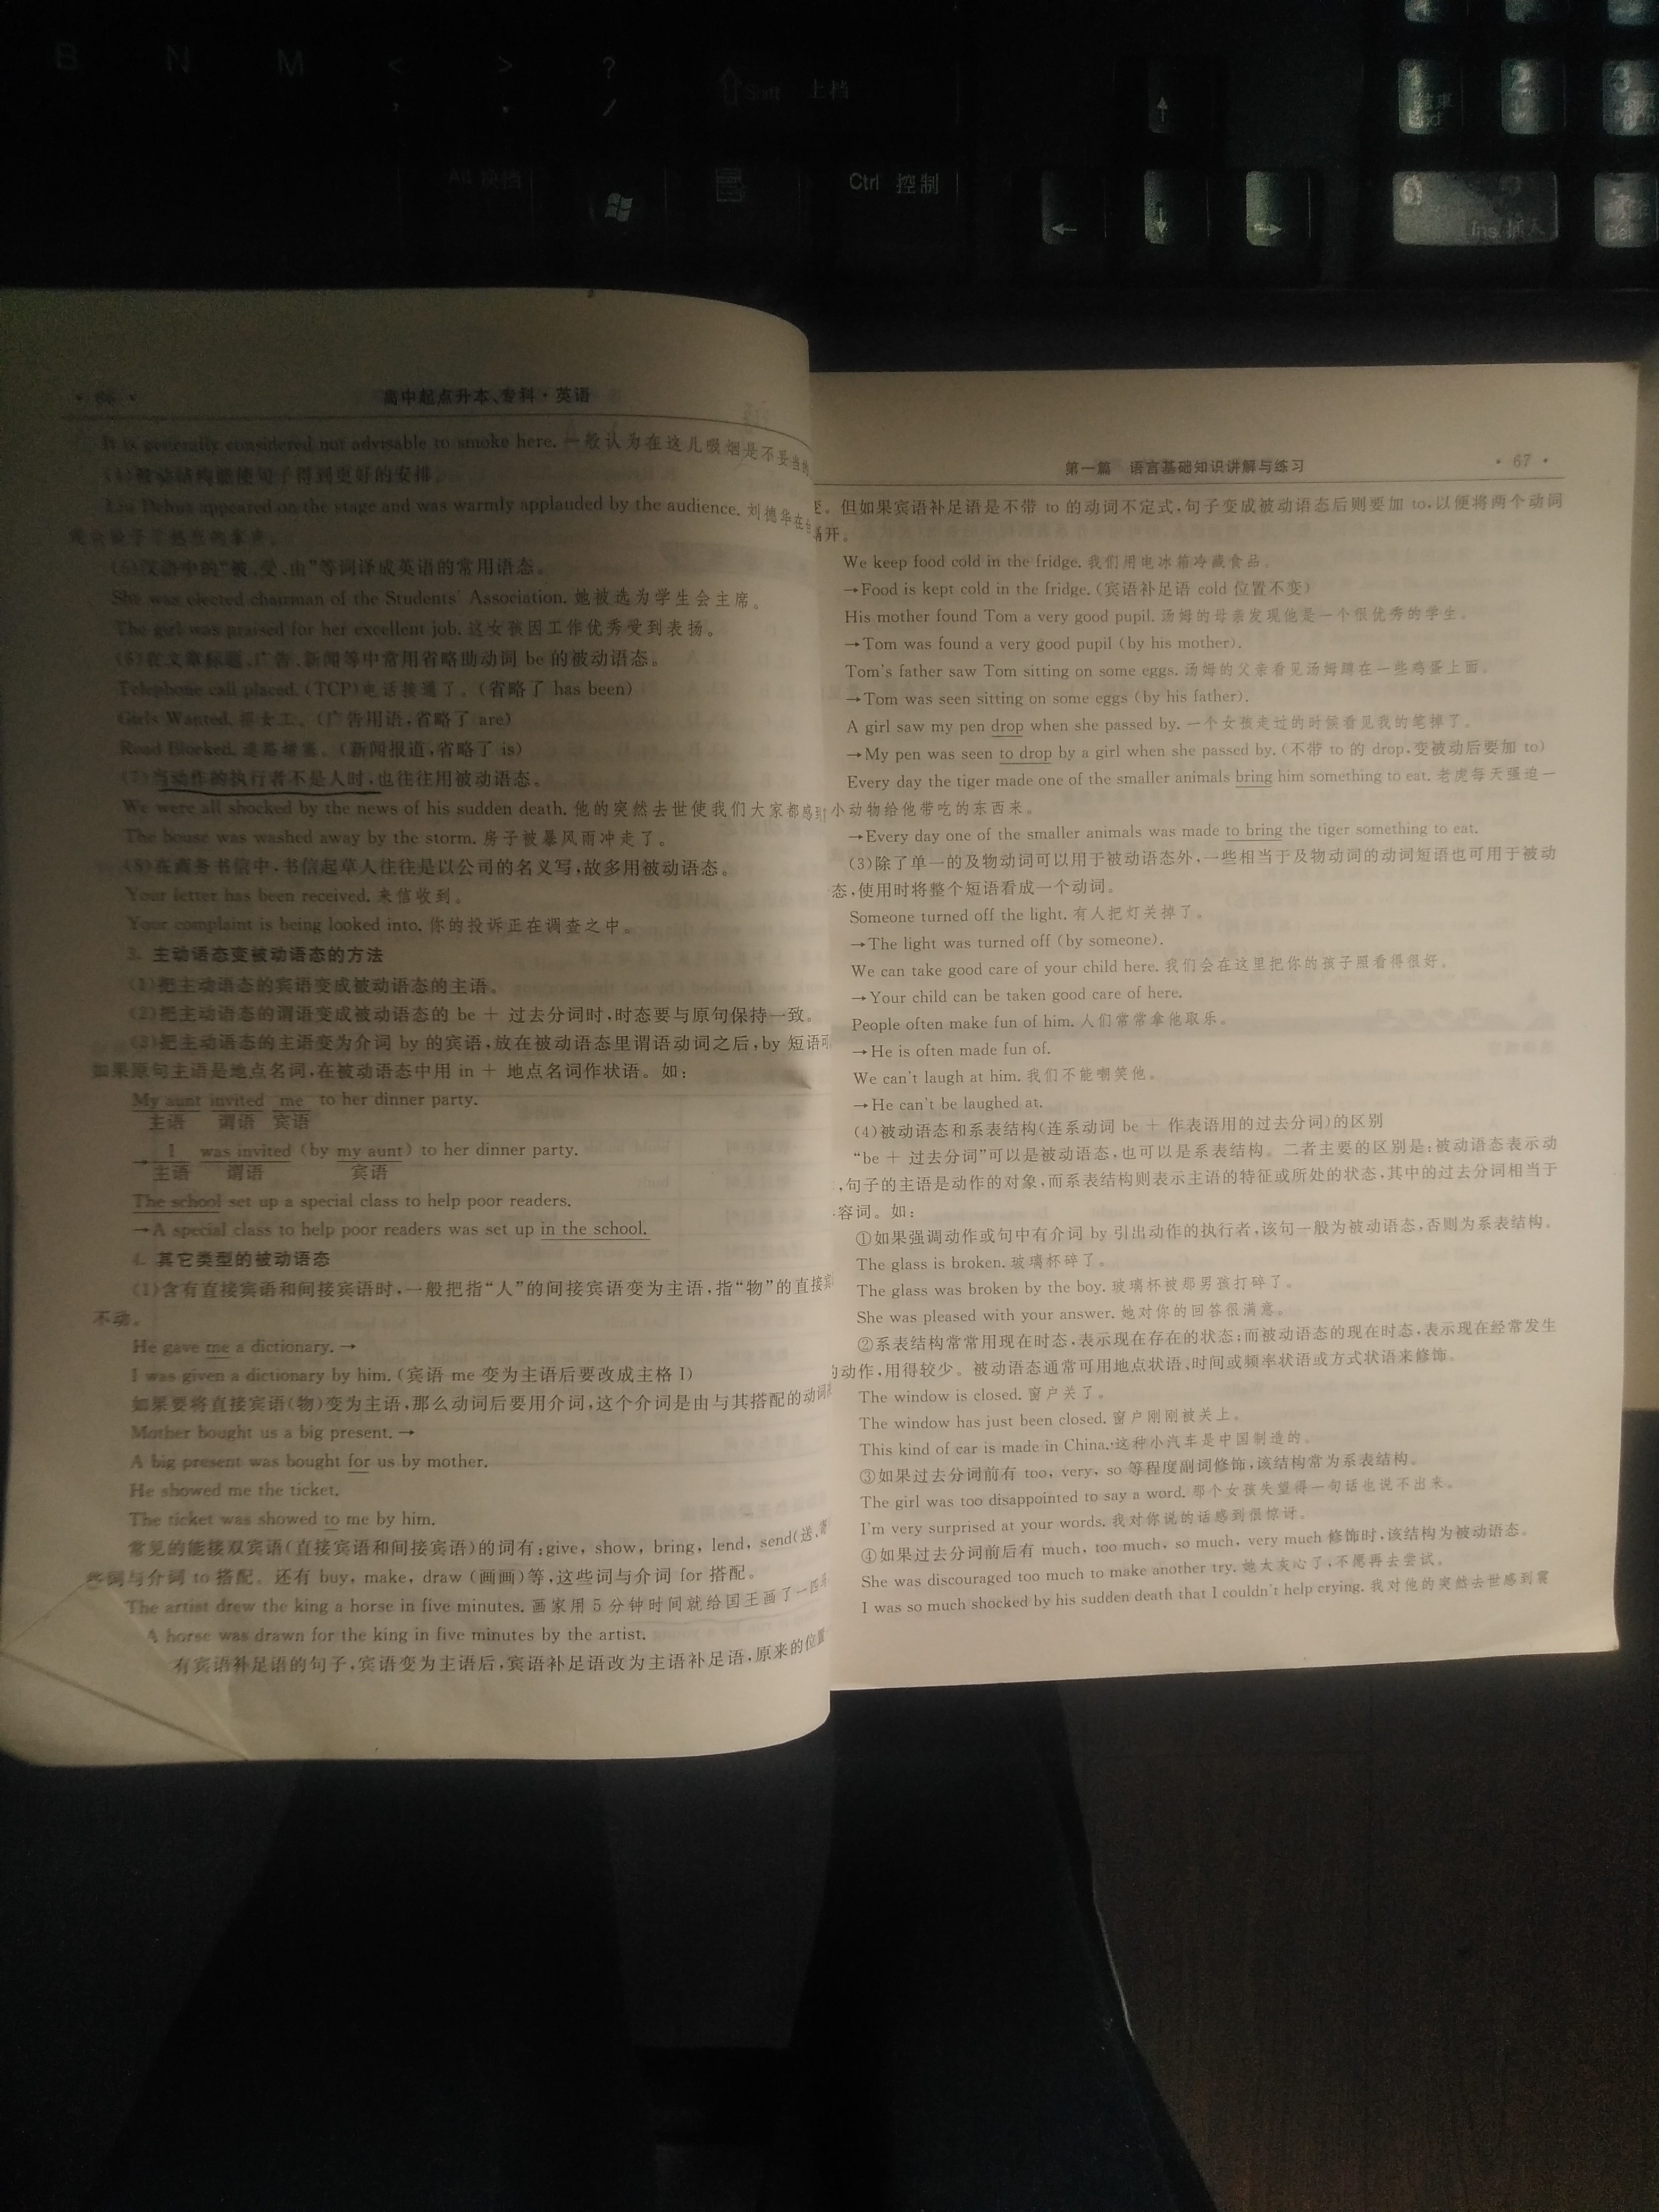 B N M < > ?
, . /
上档
Ctrl 控制
Ins 插入
高中起点升本、专科·英语
It is generally considered not advisable to smoke here. 一般认为在这儿吸烟是不妥当的
(4)被动结构能使句子得到更好的安排。
Liu Dehua appeared on the stage and was warmly applauded by the audience. 刘德华在台
(5)汉语中的“被、受、由”等词译成英语的常用语态。
She was elected chairman of the Students' Association. 她被选为学生会主席。
The girl was praised for her excellent job. 这女孩因工作优秀受到表扬。
(6)在文章标题、广告、新闻等中常用省略助动词 be 的被动语态。
Telephone call placed. (TCP)电话接通了。(省略了 has been)
Girls Wanted. 招女工。(广告用语,省略了 are)
Road Blocked. 道路堵塞。(新闻报道,省略了 is)
(7)当动作的执行者不是人时,也往往用被动语态。
We were all shocked by the news of his sudden death. 他的突然去世使我们大家都感到
The house was washed away by the storm. 房子被暴风雨冲走了。
(8)在商务书信中,书信起草人往往是以公司的名义写,故多用被动语态。
Your letter has been received. 来信收到。
Your complaint is being looked into. 你的投诉正在调查之中。
3. 主动语态变被动语态的方法
(1)把主动语态的宾语变成被动语态的主语。
(2)把主动语态的谓语变成被动语态的 be + 过去分词时,时态要与原句保持一致。
(3)把主动语态的主语变为介词 by 的宾语,放在被动语态里谓语动词之后,by 短语可
如果原句主语是地点名词,在被动语态中用 in + 地点名词作状语。如:
My aunt invited me to her dinner party.
主语 谓语 宾语
→I was invited (by my aunt) to her dinner party.
主语 谓语 宾语
The school set up a special class to help poor readers.
→A special class to help poor readers was set up in the school.
4. 其它类型的被动语态
(1)含有直接宾语和间接宾语时,一般把指“人”的间接宾语变为主语,指“物”的直接宾
不动。
He gave me a dictionary. →
I was given a dictionary by him. (宾语 me 变为主语后要改成主格 I)
如果要将直接宾语(物)变为主语,那么动词后要用介词,这个介词是由与其搭配的动词
Mother bought us a big present. →
A big present was bought for us by mother.
He showed me the ticket.
The ticket was showed to me by him.
常见的能接双宾语(直接宾语和间接宾语)的词有:give, show, bring, lend, send(送、寄
些词与介词 to 搭配。还有 buy, make, draw (画画)等,这些词与介词 for 搭配。
The artist drew the king a horse in five minutes. 画家用 5 分钟时间就给国王画了一匹
A horse was drawn for the king in five minutes by the artist.
有宾语补足语的句子,宾语变为主语后,宾语补足语改为主语补足语,原来的位置
第一篇 语言基础知识讲解与练习 · 67 ·
变。但如果宾语补足语是不带 to 的动词不定式,句子变成被动语态后则要加 to,以便将两个动词
隔开。
We keep food cold in the fridge. 我们用电冰箱冷藏食品。
→Food is kept cold in the fridge. (宾语补足语 cold 位置不变)
His mother found Tom a very good pupil. 汤姆的母亲发现他是一个很优秀的学生。
→Tom was found a very good pupil (by his mother).
Tom's father saw Tom sitting on some eggs. 汤姆的父亲看见汤姆蹲在一些鸡蛋上面。
→Tom was seen sitting on some eggs (by his father).
A girl saw my pen drop when she passed by. 一个女孩走过的时候看见我的笔掉了。
→My pen was seen to drop by a girl when she passed by. (不带 to 的 drop,变被动后要加 to)
Every day the tiger made one of the smaller animals bring him something to eat. 老虎每天强迫一
小动物给他带吃的东西来。
→Every day one of the smaller animals was made to bring the tiger something to eat.
(3)除了单一的及物动词可以用于被动语态外,一些相当于及物动词的动词短语也可用于被动
态,使用时将整个短语看成一个动词。
Someone turned off the light. 有人把灯关掉了。
→The light was turned off (by someone).
We can take good care of your child here. 我们会在这里把你的孩子照看得很好。
→Your child can be taken good care of here.
People often make fun of him. 人们常常拿他取乐。
→He is often made fun of.
We can't laugh at him. 我们不能嘲笑他。
→He can't be laughed at.
(4)被动语态和系表结构(连系动词 be + 作表语用的过去分词)的区别
“be + 过去分词”可以是被动语态,也可以是系表结构。二者主要的区别是:被动语态表示动
,句子的主语是动作的对象,而系表结构则表示主语的特征或所处的状态,其中的过去分词相当于
容词。如:
①如果强调动作或句中有介词 by 引出动作的执行者,该句一般为被动语态,否则为系表结构。
The glass is broken. 玻璃杯碎了。
The glass was broken by the boy. 玻璃杯被那男孩打碎了。
She was pleased with your answer. 她对你的回答很满意。
②系表结构常常用现在时态,表示现在存在的状态;而被动语态的现在时态,表示现在经常发生
的动作,用得较少。被动语态通常可用地点状语、时间或频率状语或方式状语来修饰。
The window is closed. 窗户关了。
The window has just been closed. 窗户刚刚被关上。
This kind of car is made in China. 这种小汽车是中国制造的。
③如果过去分词前有 too, very, so 等程度副词修饰,该结构常为系表结构。
The girl was too disappointed to say a word. 那个女孩失望得一句话也说不出来。
I'm very surprised at your words. 我对你说的话感到很惊讶。
④如果过去分词前后有 much, too much, so much, very much 修饰时,该结构为被动语态。
She was discouraged too much to make another try. 她太灰心了,不愿再去尝试。
I was so much shocked by his sudden death that I couldn't help crying. 我对他的突然去世感到震